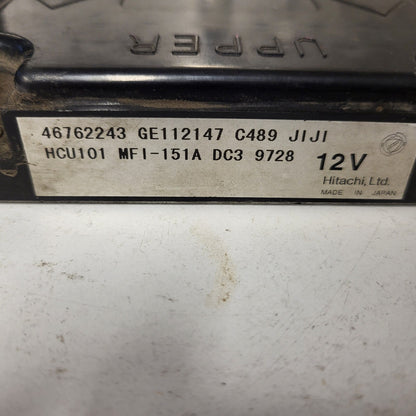 UPPER
46762243 GE112147 C489 JIJI
HCU101 MFI-151A DC3 9728 12V
Hitachi, Ltd.
MADE IN JAPAN